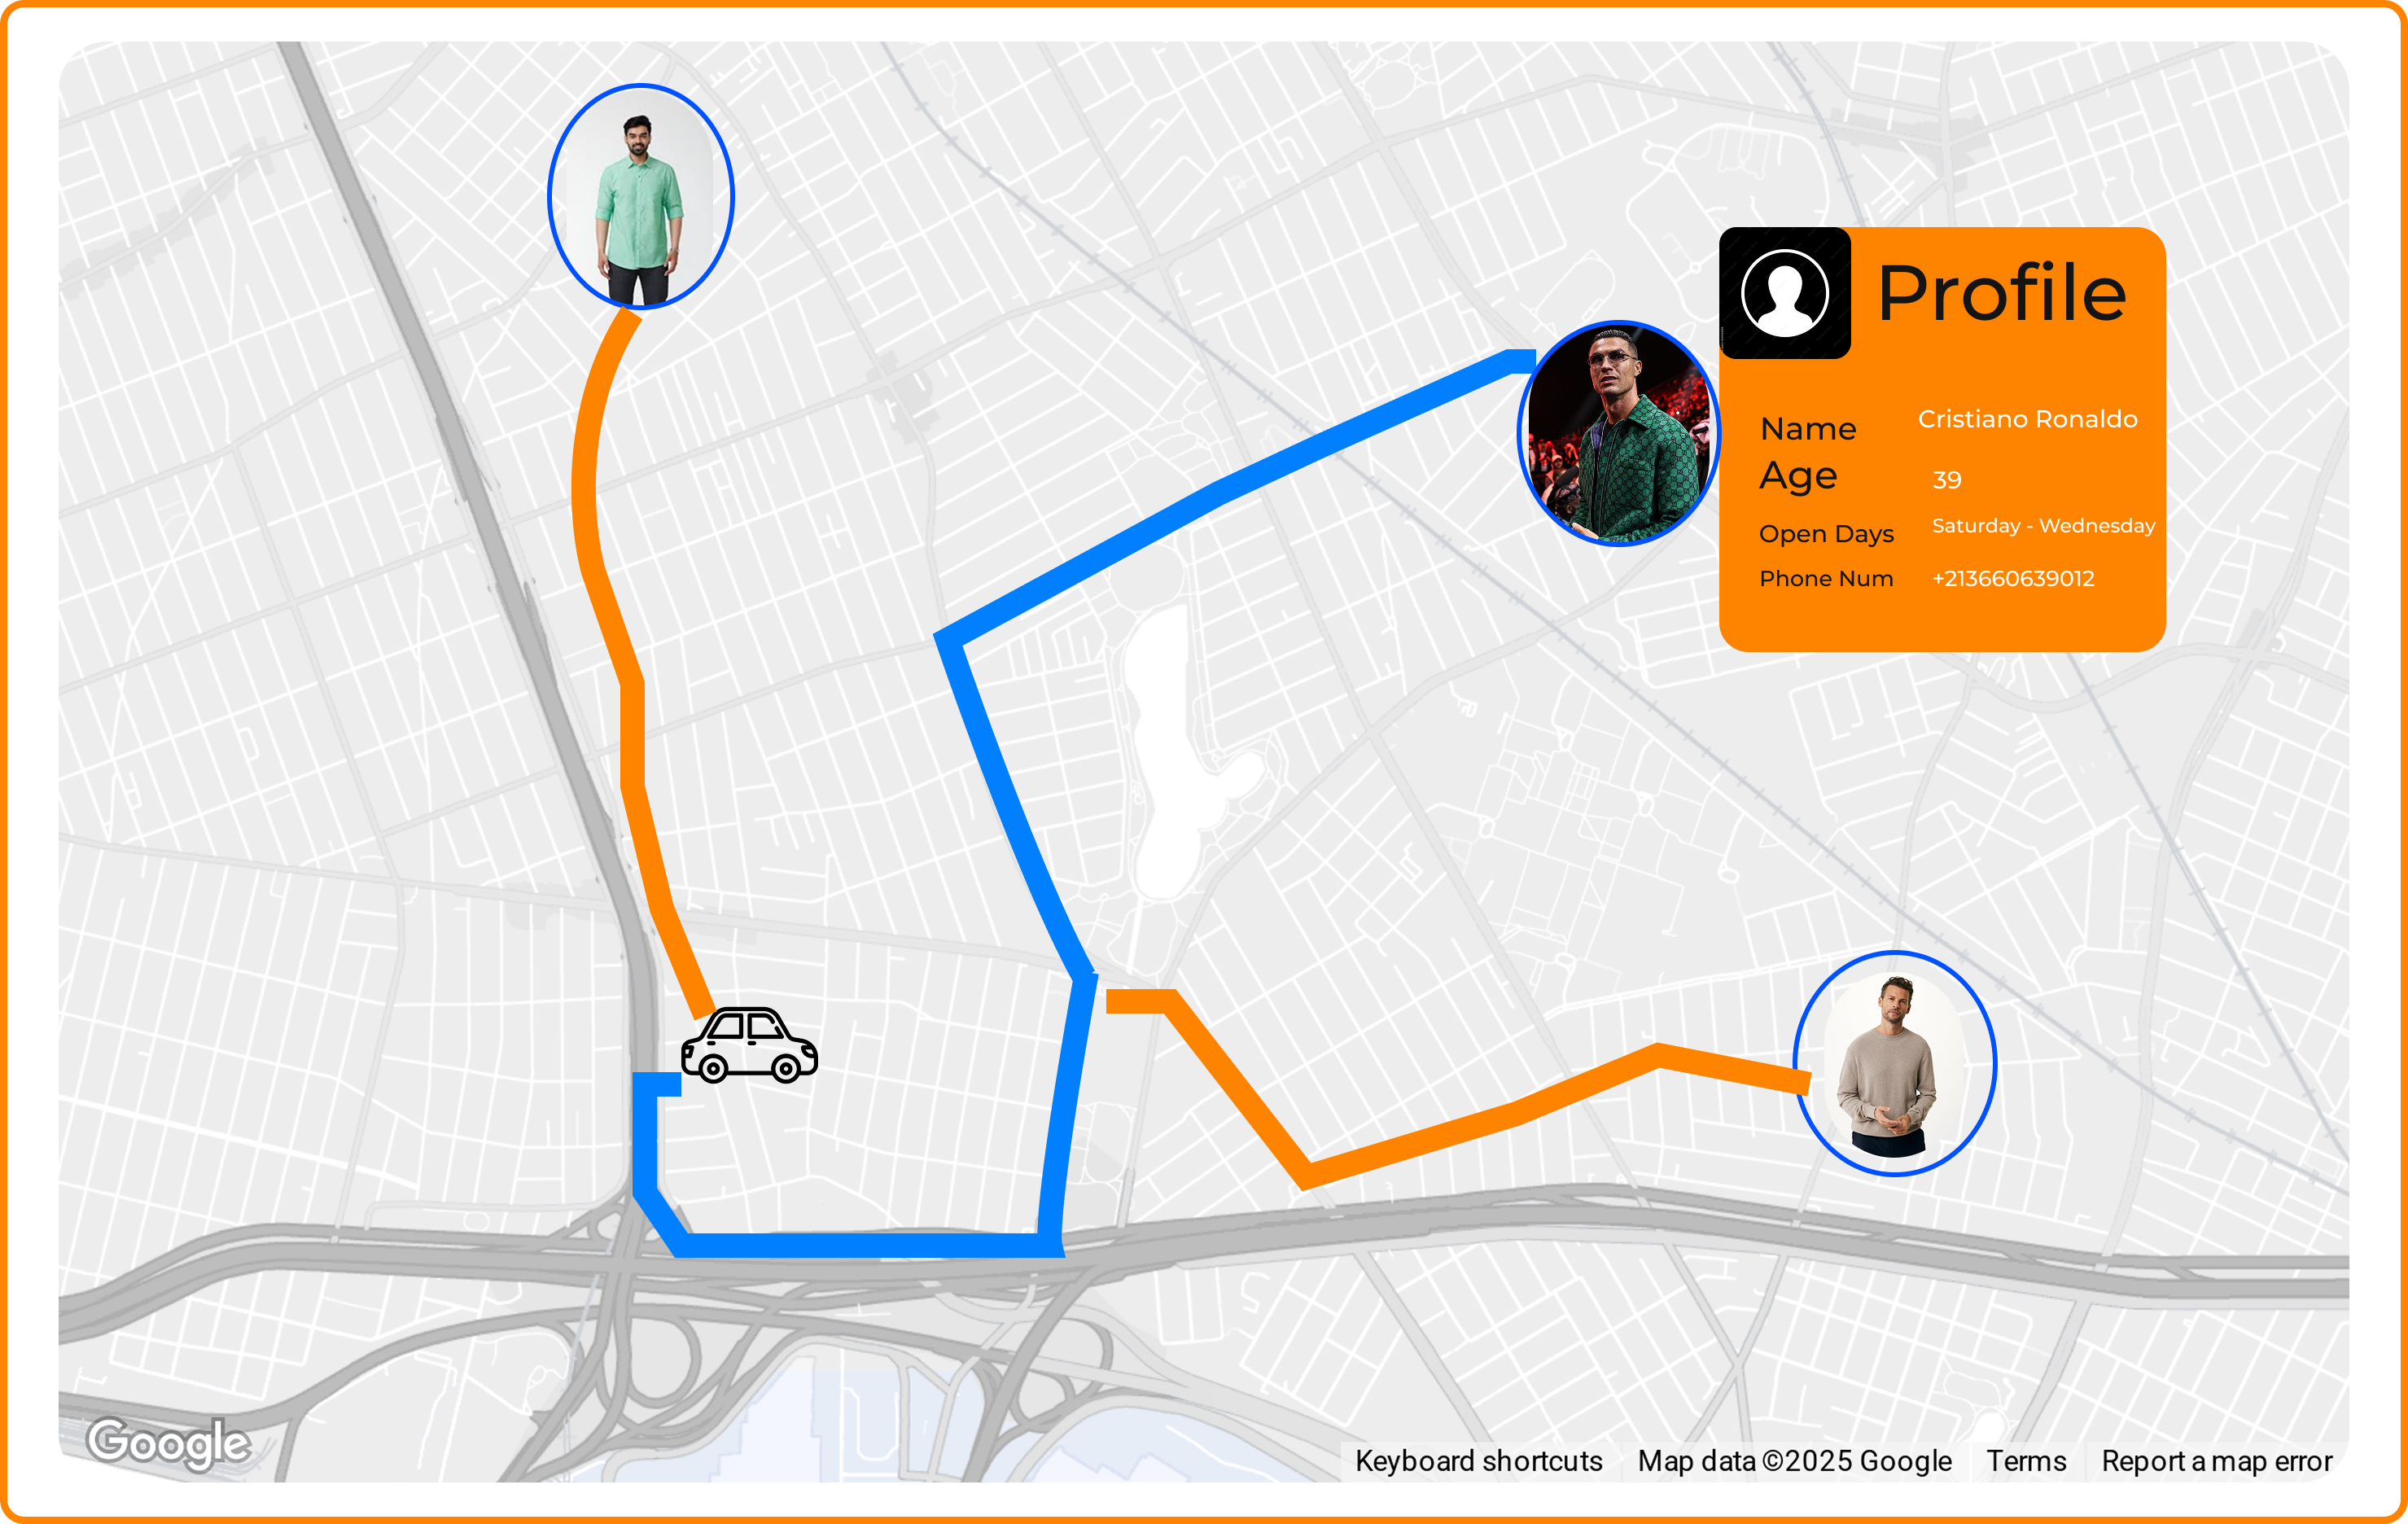 Profile
Name Cristiano Ronaldo
Age 39
Open Days Saturday - Wednesday
Phone Num +213660639012
Google
Keyboard shortcuts Map data ©2025 Google Terms Report a map error